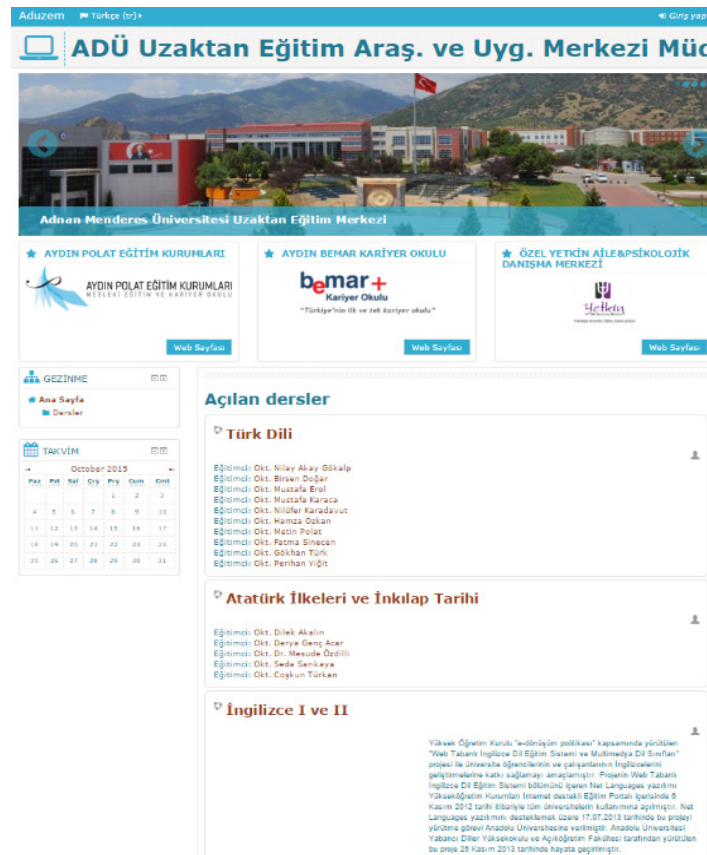 Aduzem Türkçe (tr) Giriş yap
ADÜ Uzaktan Eğitim Araş. ve Uyg. Merkezi Müd
Adnan Menderes Üniversitesi Uzaktan Eğitim Merkezi
AYDIN POLAT EĞİTİM KURUMLARI
AYDIN POLAT EĞİTİM KURUMLARI
MESLEKİ EĞİTİM VE KARİYER OKULU
Web Sayfası
AYDIN BEMAR KARİYER OKULU
bemar+
Kariyer Okulu
"Türkiye'nin ilk ve tek kariyer okulu"
Web Sayfası
ÖZEL YETKİN AİLE&PSİKOLOJİK
DANIŞMA MERKEZİ
Yetkin
Web Sayfası
GEZİNME
Ana Sayfa
Dersler
TAKVİM
October 2015
Paz Pzt Sal Çrş Prş Cum Cmt
1 2 3
4 5 6 7 8 9 10
11 12 13 14 15 16 17
18 19 20 21 22 23 24
25 26 27 28 29 30 31
Açılan dersler
Türk Dili
Eğitimci: Okt. Nilay Akay Gökalp
Eğitimci: Okt. Birsen Doğar
Eğitimci: Okt. Mustafa Erol
Eğitimci: Okt. Mustafa Karaca
Eğitimci: Okt. Nilüfer Karadavut
Eğitimci: Okt. Hamza Özkan
Eğitimci: Okt. Metin Polat
Eğitimci: Okt. Fatma Sinecen
Eğitimci: Okt. Gökhan Türk
Eğitimci: Okt. Perihan Yiğit
Atatürk İlkeleri ve İnkılap Tarihi
Eğitimci: Okt. Dilek Akalın
Eğitimci: Okt. Derya Genç Acar
Eğitimci: Okt. Dr. Mesude Özdilli
Eğitimci: Okt. Seda Sarıkaya
Eğitimci: Okt. Coşkun Türkan
İngilizce I ve II
Yüksek Öğretim Kurulu "e-dönüşüm politikası" kapsamında yürütülen
"Web Tabanlı İngilizce Dil Eğitim Sistemi ve Multimedya Dil Sınıfları"
projesi ile üniversite öğrencilerinin ve çalışanlarının İngilizcelerini
geliştirmelerine katkı sağlamayı amaçlamıştır. Projenin Web Tabanlı
İngilizce Dil Eğitim Sistemi bölümünü içeren Net Languages yazılımı
Yükseköğretim Kurumları İnternet destekli Eğitim Portalı içerisinde 5
Kasım 2012 tarihi itibariyle tüm üniversitelerin kullanımına açılmıştır. Net
Languages yazılımını desteklemek üzere 17.07.2013 tarihinde bu projeyi
yürütme görevi Anadolu Üniversitesine verilmiştir. Anadolu Üniversitesi
Yabancı Diller Yüksekokulu ve Açıköğretim Fakültesi tarafından yürütülen
bu proje 25 Kasım 2013 tarihinde hayata geçirilmiştir.